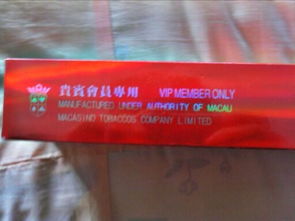 貴賓會員專用 VIP MEMBER ONLY
MANUFACTURED UNDER AUTHORITY OF MACAU
MACASINO TOBACCOS COMPANY LIMITED